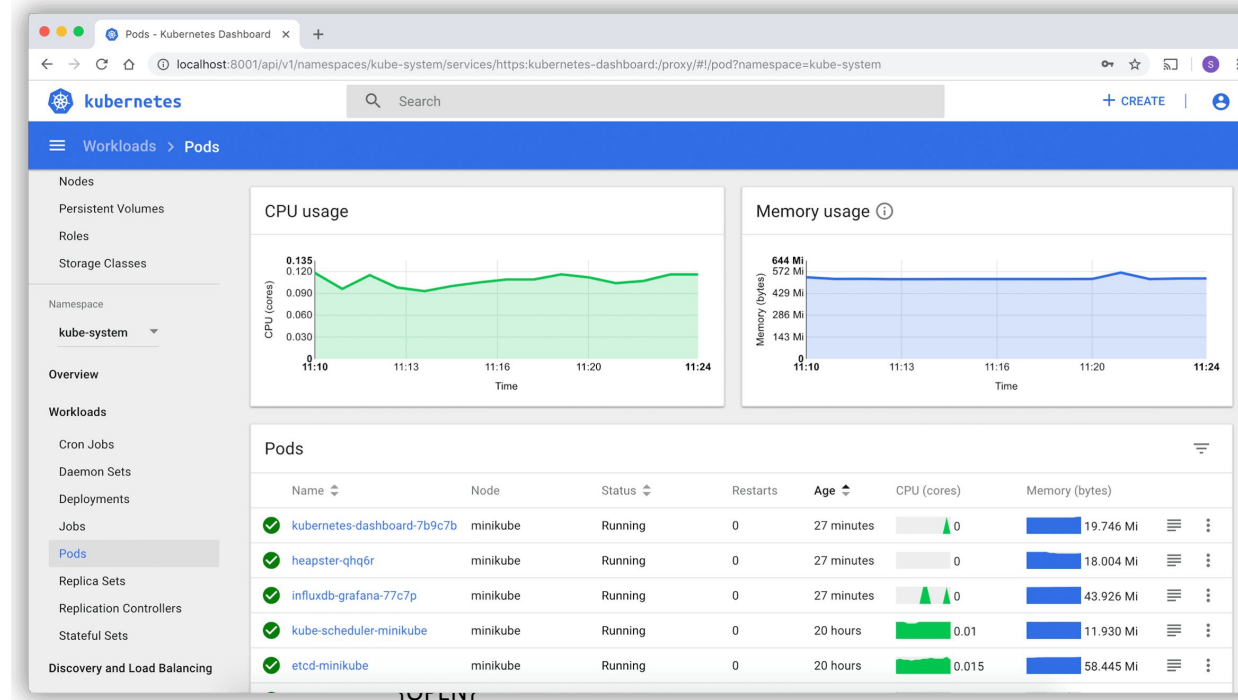 Pods - Kubernetes Dashboard
localhost:8001/api/v1/namespaces/kube-system/services/https:kubernetes-dashboard:/proxy/#!/pod?namespace=kube-system
S
kubernetes
Search
+ CREATE
Workloads > Pods
Nodes
Persistent Volumes
Roles
Storage Classes
Namespace
kube-system
Overview
Workloads
Cron Jobs
Daemon Sets
Deployments
Jobs
Pods
Replica Sets
Replication Controllers
Stateful Sets
Discovery and Load Balancing
CPU usage
CPU (cores)
0.135
0.120
0.090
0.060
0.030
0
11:10 11:13 11:16 11:20 11:24
Time
Memory usage
Memory (bytes)
644 Mi
572 Mi
429 Mi
286 Mi
143 Mi
0
11:10 11:13 11:16 11:20 11:24
Time
Pods
Name Node Status Restarts Age CPU (cores) Memory (bytes)
kubernetes-dashboard-7b9c7b minikube Running 0 27 minutes 0 19.746 Mi
heapster-qhq6r minikube Running 0 27 minutes 0 18.004 Mi
influxdb-grafana-77c7p minikube Running 0 27 minutes 0 43.926 Mi
kube-scheduler-minikube minikube Running 0 20 hours 0.01 11.930 Mi
etcd-minikube minikube Running 0 20 hours 0.015 58.445 Mi